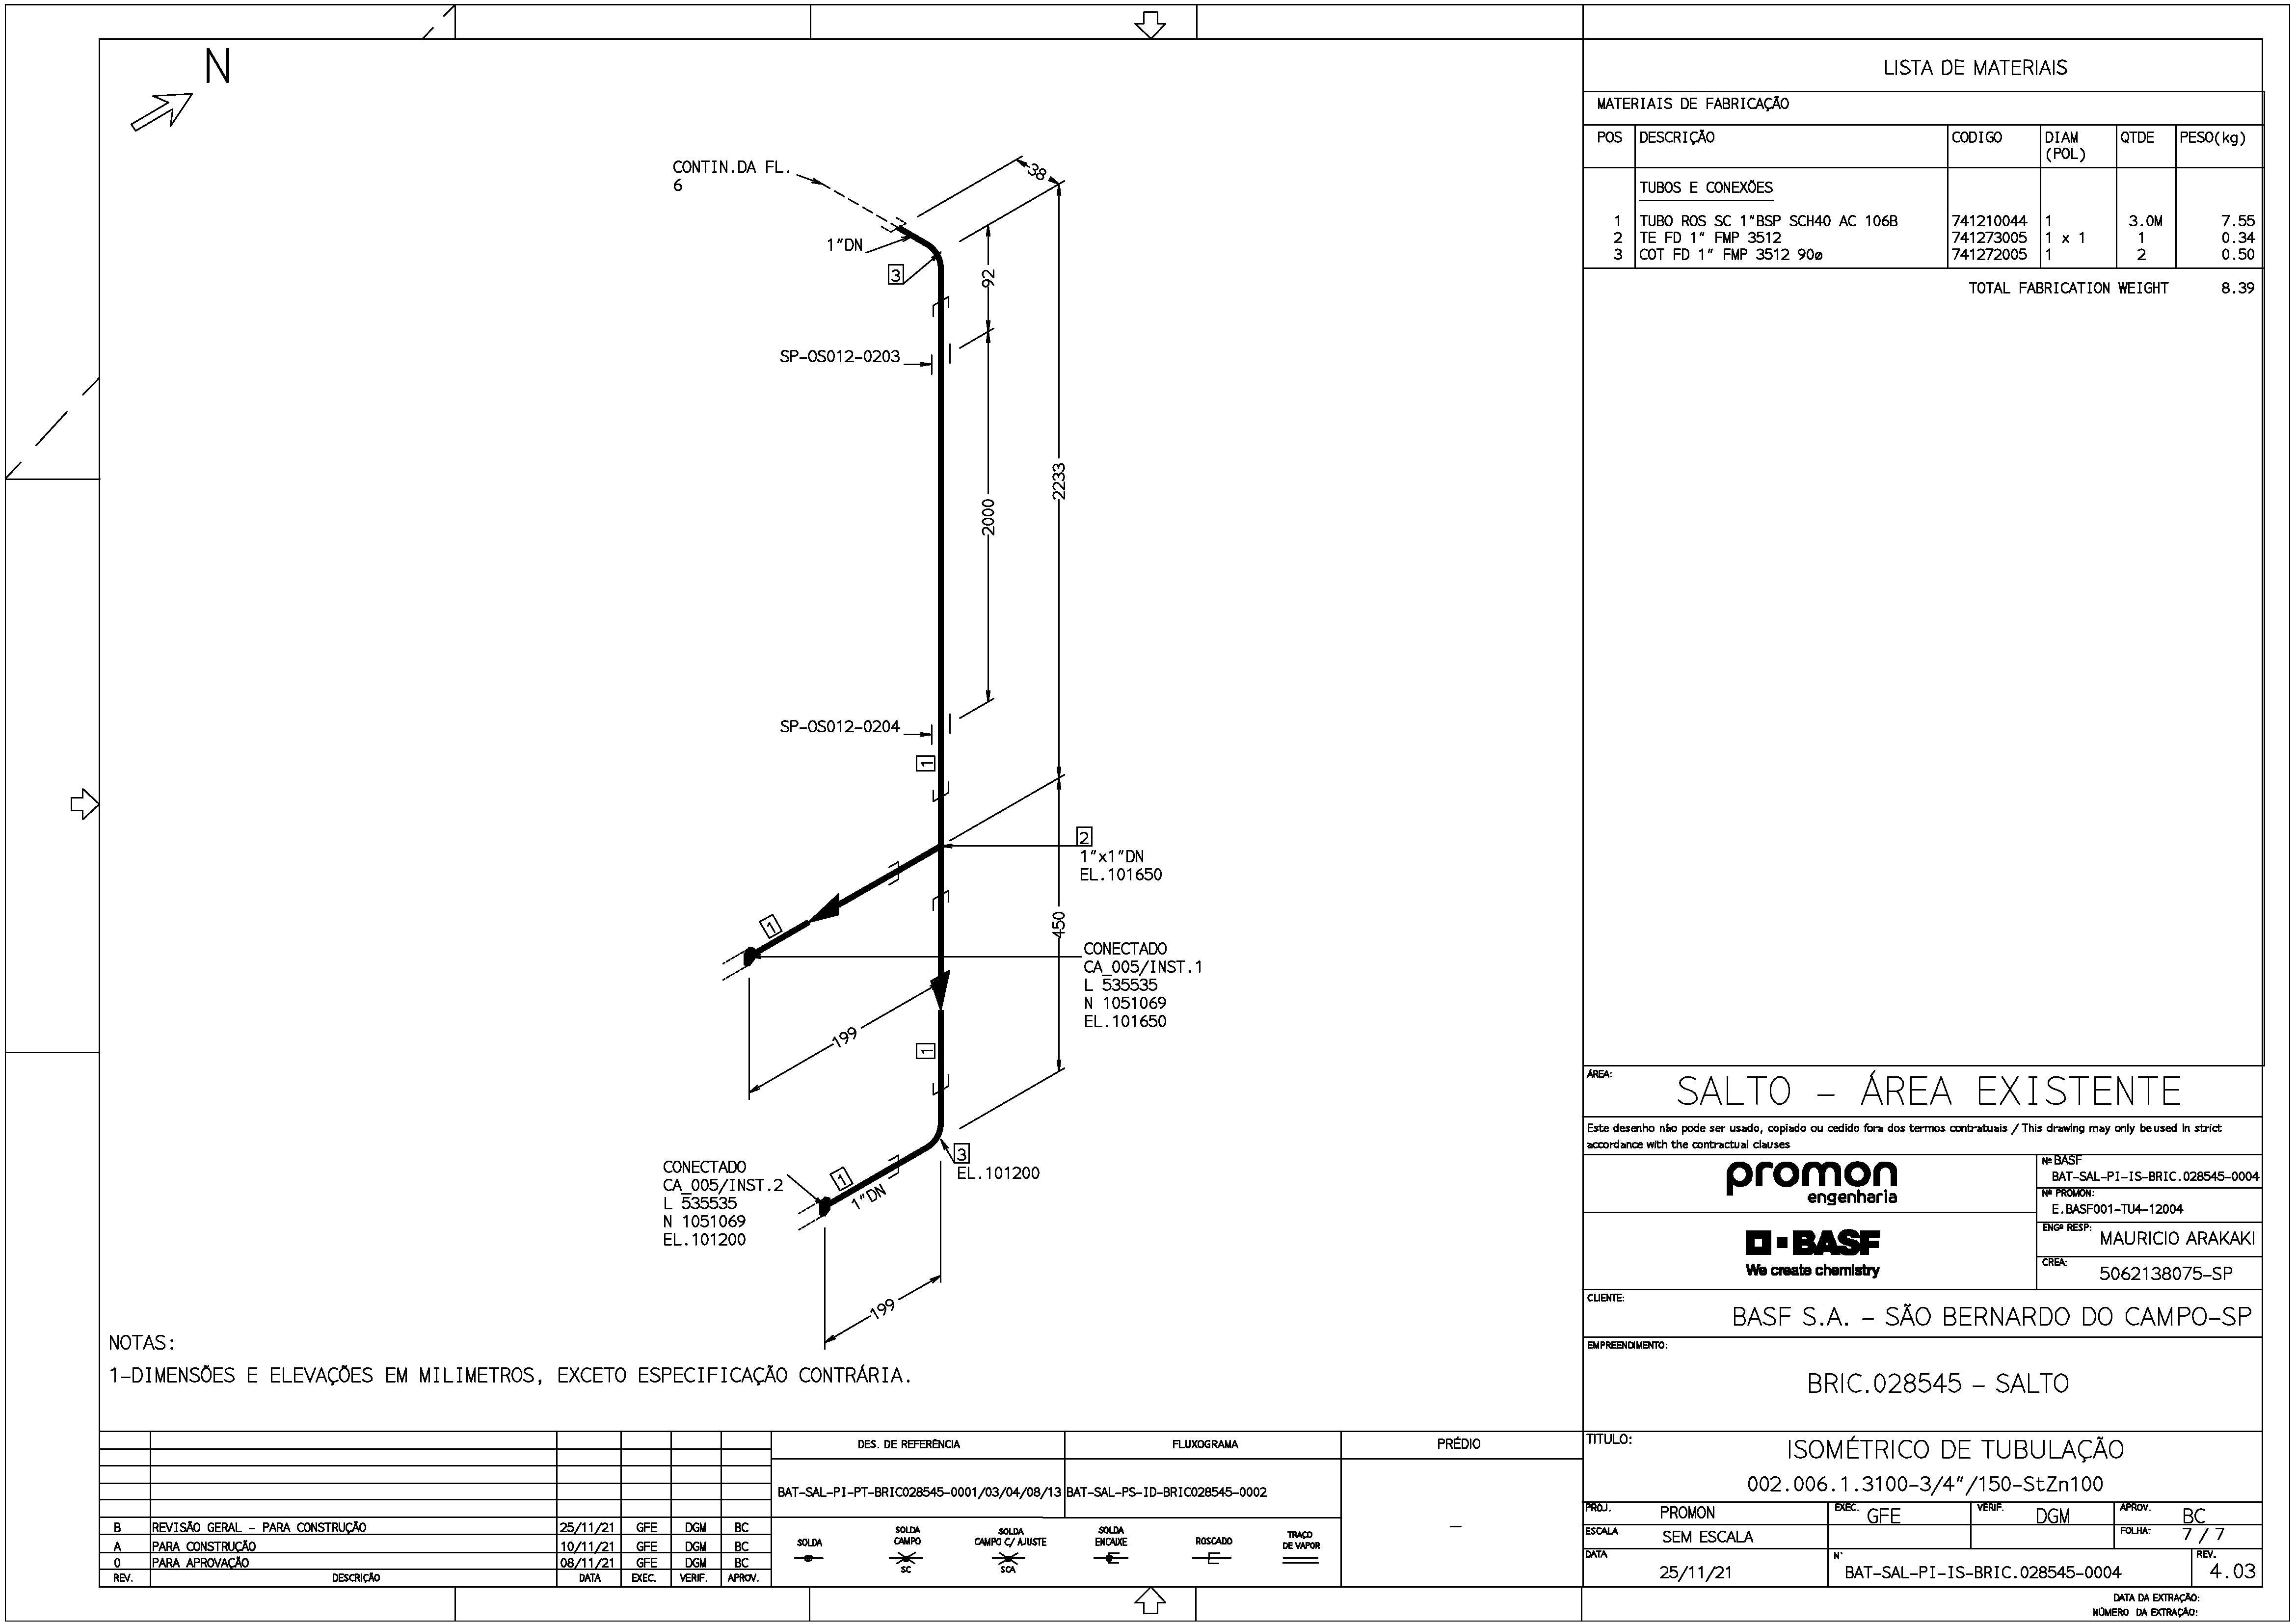 N
CONTIN.DA FL.
6
1"DN
3
38
92
SP-OS012-0203
2233
2000
SP-OS012-0204
1
2
1"x1"DN
EL.101650
1
450
CONECTADO
CA_005/INST.1
L 535535
N 1051069
EL.101650
199
1
3
EL.101200
CONECTADO
CA_005/INST.2
L 535535
N 1051069
EL.101200
1
1"DN
199
NOTAS:
1-DIMENSÕES E ELEVAÇÕES EM MILIMETROS, EXCETO ESPECIFICAÇÃO CONTRÁRIA.
LISTA DE MATERIAIS
MATERIAIS DE FABRICAÇÃO
POS DESCRIÇÃO CODIGO DIAM (POL) QTDE PESO(kg)
TUBOS E CONEXÕES
1 TUBO ROS SC 1"BSP SCH40 AC 106B 741210044 1 3.0M 7.55
2 TE FD 1" FMP 3512 741273005 1 x 1 1 0.34
3 COT FD 1" FMP 3512 90ø 741272005 1 2 0.50
TOTAL FABRICATION WEIGHT 8.39
ÁREA:
SALTO - ÁREA EXISTENTE
Este desenho não pode ser usado, copiado ou cedido fora dos termos contratuais / This drawing may only be used in strict
accordance with the contractual clauses
promon
engenharia
BASF
We create chemistry
Nº BASF
BAT-SAL-PI-IS-BRIC.028545-0004
Nº PROMON:
E.BASF001-TU4-12004
ENGº RESP:
MAURICIO ARAKAKI
CREA:
5062138075-SP
CLIENTE:
BASF S.A. - SÃO BERNARDO DO CAMPO-SP
EMPREENDIMENTO:
BRIC.028545 - SALTO
TITULO:
ISOMÉTRICO DE TUBULAÇÃO
002.006.1.3100-3/4"/150-StZn100
PROJ. PROMON EXEC. GFE VERIF. DGM APROV. BC
ESCALA SEM ESCALA FOLHA: 7 / 7
DATA 25/11/21 N° BAT-SAL-PI-IS-BRIC.028545-0004 REV. 4.03
DATA DA EXTRAÇÃO:
NÚMERO DA EXTRAÇÃO:
B REVISÃO GERAL - PARA CONSTRUÇÃO 25/11/21 GFE DGM BC
A PARA CONSTRUÇÃO 10/11/21 GFE DGM BC
0 PARA APROVAÇÃO 08/11/21 GFE DGM BC
REV. DESCRIÇÃO DATA EXEC. VERIF. APROV.
DES. DE REFERÊNCIA FLUXOGRAMA PRÉDIO
BAT-SAL-PI-PT-BRIC028545-0001/03/04/08/13 BAT-SAL-PS-ID-BRIC028545-0002
-
SOLDA
SOLDA CAMPO
SC
SOLDA CAMPO C/ AJUSTE
SCA
SOLDA ENCAIXE
ROSCADO
TRAÇO DE VAPOR